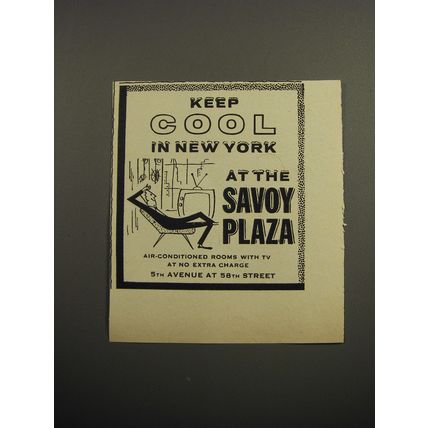 KEEP
COOL
IN NEW YORK
AT THE
SAVOY
PLAZA
AIR-CONDITIONED ROOMS WITH TV
AT NO EXTRA CHARGE
5TH AVENUE AT 58TH STREET